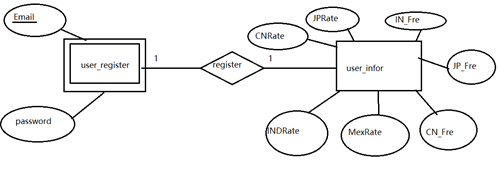 Email
JPRate
IN_Fre
CNRate
user_register
1
register
1
user_infor
JP_Fre
password
INDRate
MexRate
CN_Fre